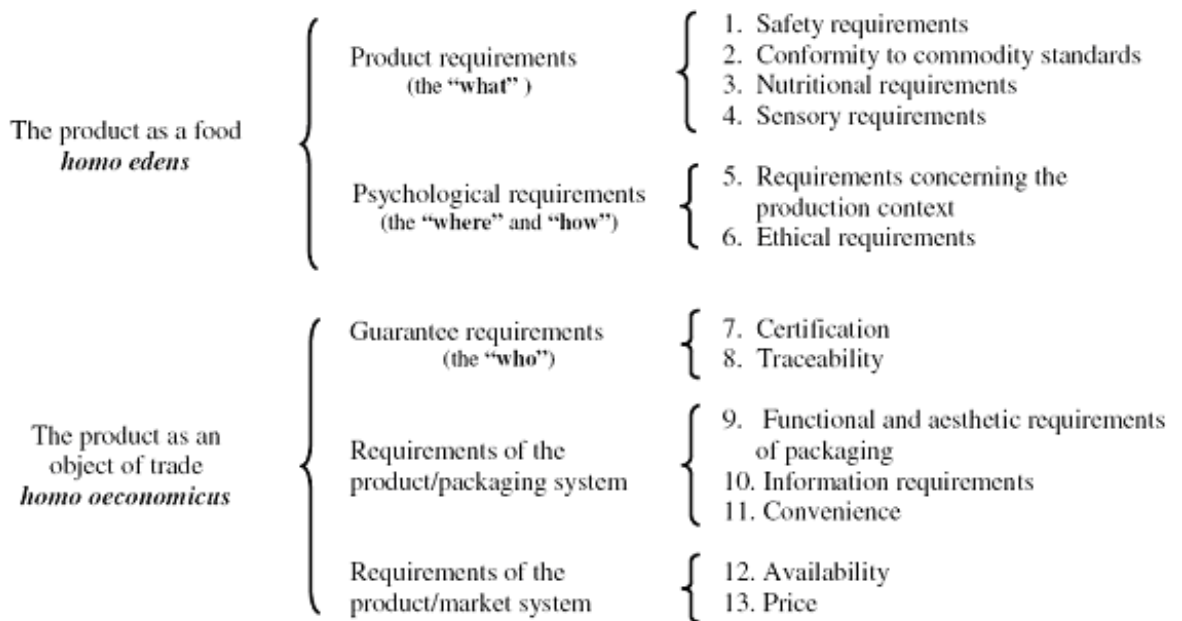 The product as a food
homo edens
Product requirements
(the “what” )
1. Safety requirements
2. Conformity to commodity standards
3. Nutritional requirements
4. Sensory requirements
Psychological requirements
(the “where” and “how”)
5. Requirements concerning the
production context
6. Ethical requirements
The product as an
object of trade
homo oeconomicus
Guarantee requirements
(the “who”)
7. Certification
8. Traceability
Requirements of the
product/packaging system
9. Functional and aesthetic requirements
of packaging
10. Information requirements
11. Convenience
Requirements of the
product/market system
12. Availability
13. Price